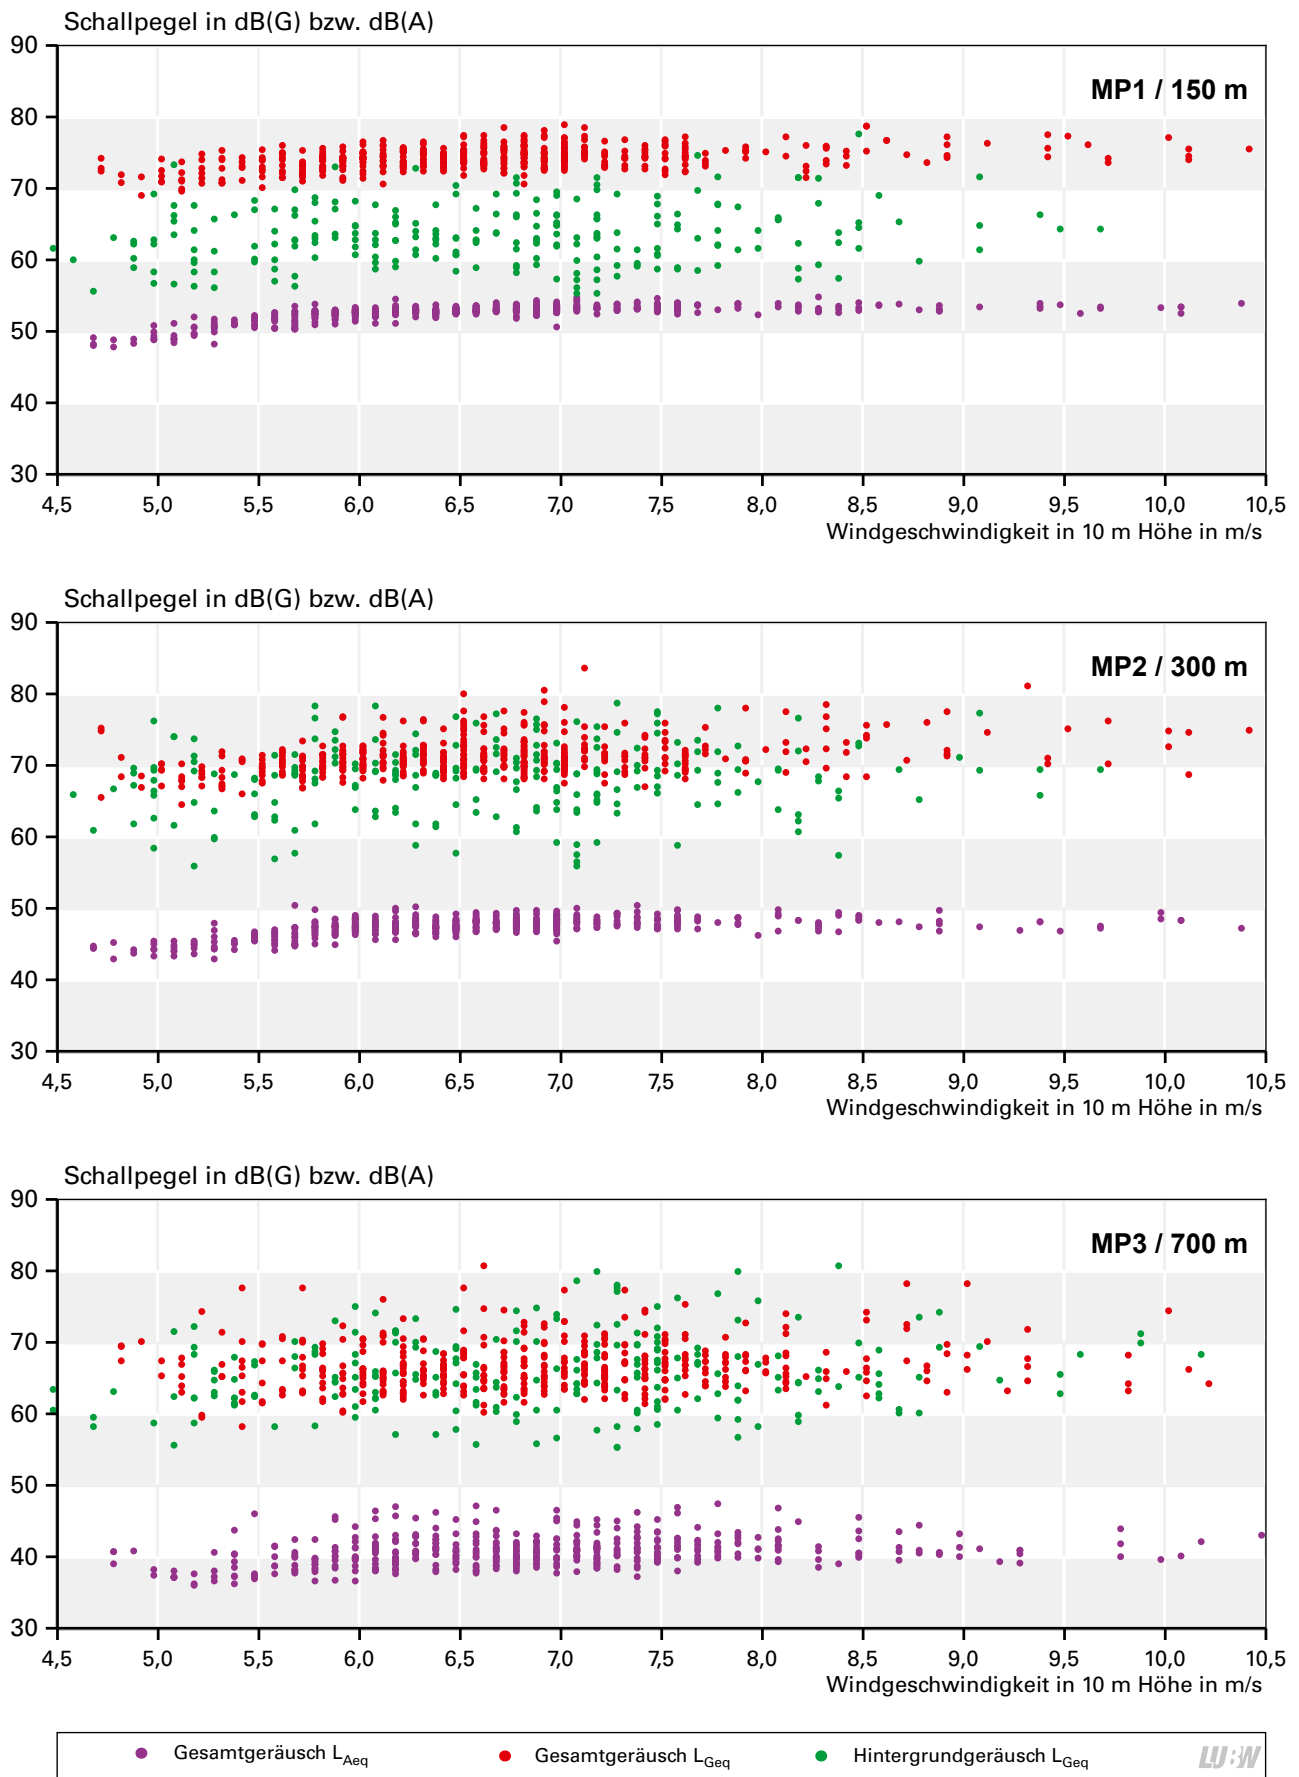 Schallpegel in dB(G) bzw. dB(A)
90
MP1 / 150 m
80
70
60
50
40
30
4,5 5,0 5,5 6,0 6,5 7,0 7,5 8,0 8,5 9,0 9,5 10,0 10,5
Windgeschwindigkeit in 10 m Höhe in m/s
Schallpegel in dB(G) bzw. dB(A)
90
MP2 / 300 m
80
70
60
50
40
30
4,5 5,0 5,5 6,0 6,5 7,0 7,5 8,0 8,5 9,0 9,5 10,0 10,5
Windgeschwindigkeit in 10 m Höhe in m/s
Schallpegel in dB(G) bzw. dB(A)
90
MP3 / 700 m
80
70
60
50
40
30
4,5 5,0 5,5 6,0 6,5 7,0 7,5 8,0 8,5 9,0 9,5 10,0 10,5
Windgeschwindigkeit in 10 m Höhe in m/s
Gesamtgeräusch LAeq Gesamtgeräusch LGeq Hintergrundgeräusch LGeq LUBW